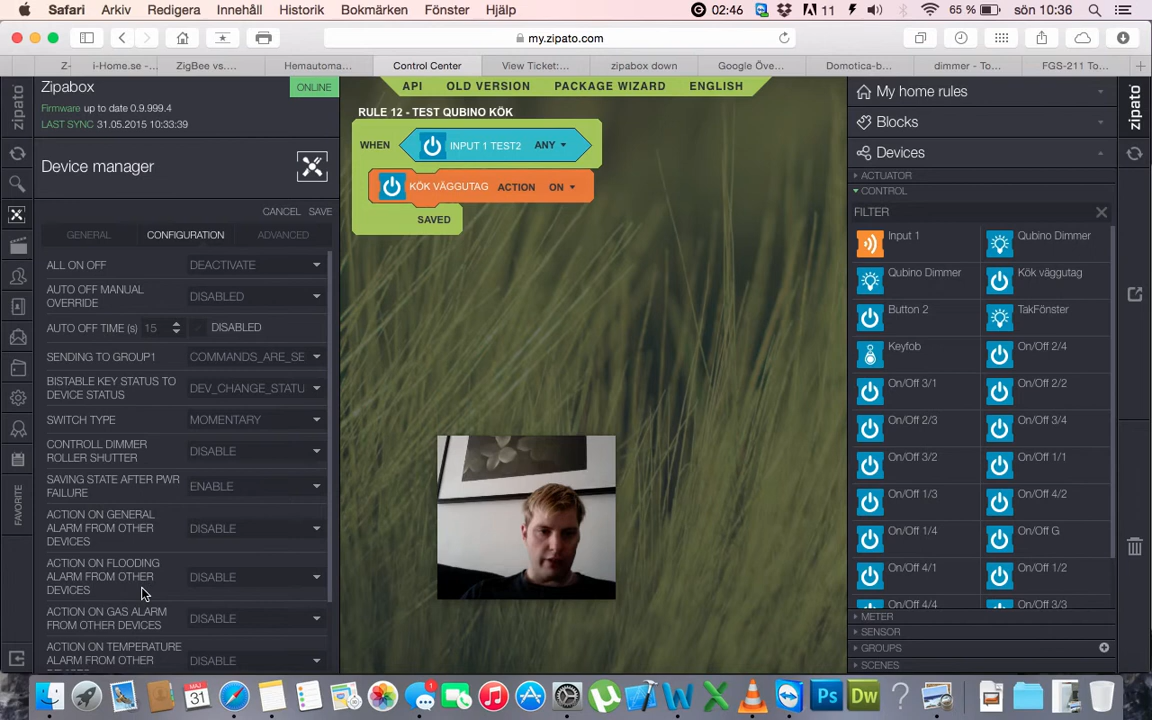 Safari Arkiv Redigera Innehåll Historik Bokmärken Fönster Hjälp 02:46 11 65 % sön 10:36
my.zipato.com
Z- i-Home.se -... ZigBee vs.... Hemautoma... Control Center View Ticket:... zipabox down Google Öve... Domotica-b... dimmer - To... FGS-211 To...
Zipabox ONLINE
Firmware up to date 0.9.999.4
LAST SYNC 31.05.2015 10:33:39
Device manager
CANCEL SAVE
GENERAL CONFIGURATION ADVANCED
ALL ON OFF DEACTIVATE
AUTO OFF MANUAL
OVERRIDE DISABLED
AUTO OFF TIME (s) 15 DISABLED
SENDING TO GROUP1 COMMANDS_ARE_SE
BISTABLE KEY STATUS TO
DEVICE STATUS DEV_CHANGE_STATU
SWITCH TYPE MOMENTARY
CONTROLL DIMMER
ROLLER SHUTTER DISABLE
SAVING STATE AFTER PWR
FAILURE ENABLE
ACTION ON GENERAL
ALARM FROM OTHER
DEVICES DISABLE
ACTION ON FLOODING
ALARM FROM OTHER
DEVICES DISABLE
ACTION ON GAS ALARM
FROM OTHER DEVICES DISABLE
ACTION ON TEMPERATURE
ALARM FROM OTHER DISABLE
zipato
FAVORITE
API OLD VERSION PACKAGE WIZARD ENGLISH
RULE 12 - TEST QUBINO KÖK
WHEN INPUT 1 TEST2 ANY
KÖK VÄGGUTAG ACTION ON
SAVED
My home rules
Blocks
Devices
ACTUATOR
CONTROL
FILTER
Input 1 Qubino Dimmer
Qubino Dimmer Kök väggutag
Button 2 TakFönster
Keyfob On/Off 2/4
On/Off 3/1 On/Off 2/2
On/Off 2/3 On/Off 3/4
On/Off 3/2 On/Off 1/1
On/Off 1/3 On/Off 4/2
On/Off 1/4 On/Off G
On/Off 4/1 On/Off 1/2
On/Off 4/4 On/Off 3/3
METER
SENSOR
GROUPS
SCENES
zipato
MAJ
31
1
Ps Dw